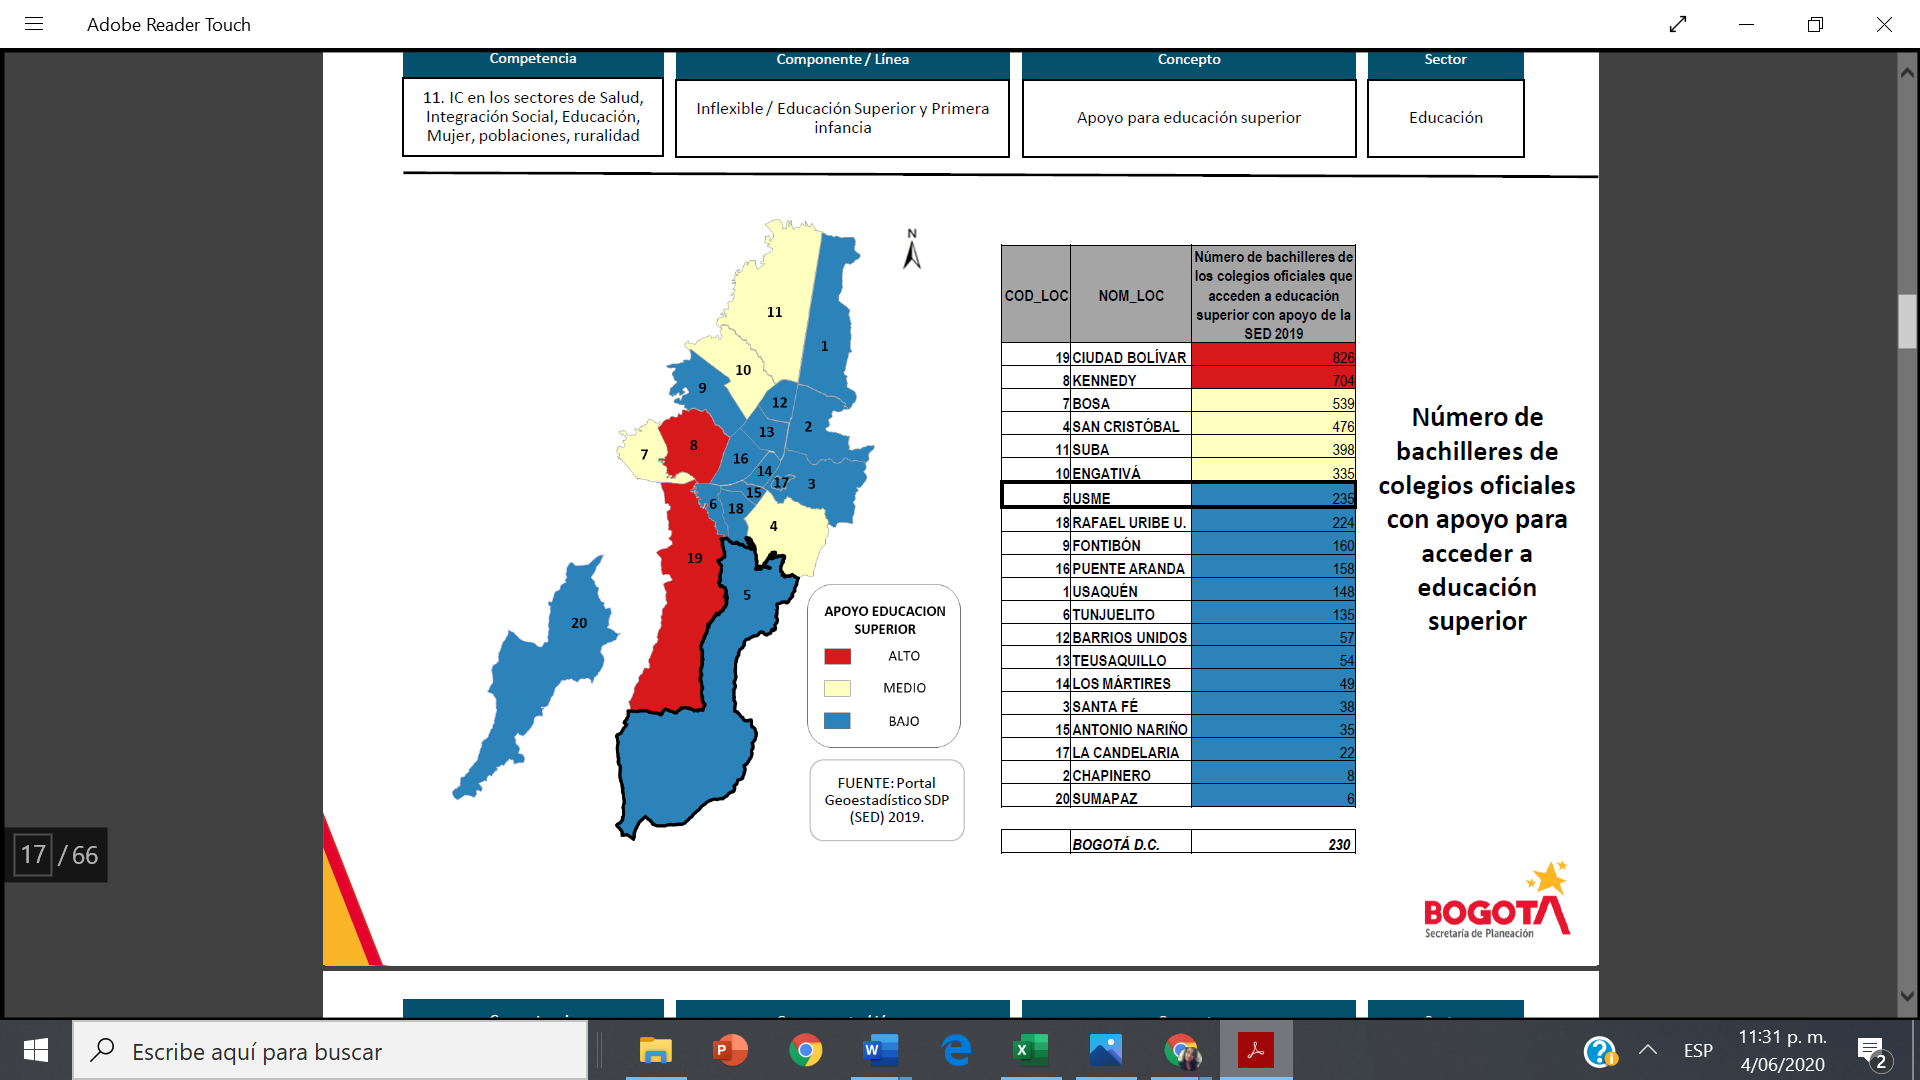 Adobe Reader Touch
Competencia
Componente / Línea
Concepto
Sector
11. IC en los sectores de Salud,
Integración Social, Educación,
Mujer, poblaciones, ruralidad
Inflexible / Educación Superior y Primera
infancia
Apoyo para educación superior
Educación
N
11
1
10
9
12
2
13
8
7
16
14
17
3
15
6
18
4
19
5
20
APOYO EDUCACION
SUPERIOR
ALTO
MEDIO
BAJO
FUENTE: Portal
Geoestadístico SDP
(SED) 2019.
COD_LOC NOM_LOC Número de bachilleres de
los colegios oficiales que
acceden a educación
superior con apoyo de la
SED 2019
19 CIUDAD BOLÍVAR 826
8 KENNEDY 704
7 BOSA 539
4 SAN CRISTÓBAL 476
11 SUBA 398
10 ENGATIVÁ 335
5 USME 235
18 RAFAEL URIBE U. 224
9 FONTIBÓN 160
16 PUENTE ARANDA 158
1 USAQUÉN 148
6 TUNJUELITO 135
12 BARRIOS UNIDOS 57
13 TEUSAQUILLO 54
14 LOS MÁRTIRES 49
3 SANTA FÉ 38
15 ANTONIO NARIÑO 35
17 LA CANDELARIA 22
2 CHAPINERO 8
20 SUMAPAZ 6
BOGOTÁ D.C. 230
Número de
bachilleres de
colegios oficiales
con apoyo para
acceder a
educación
superior
BOGOTÁ
Secretaría de Planeación
17 / 66
Escribe aquí para buscar
ESP
11:31 p. m.
4/06/2020
2